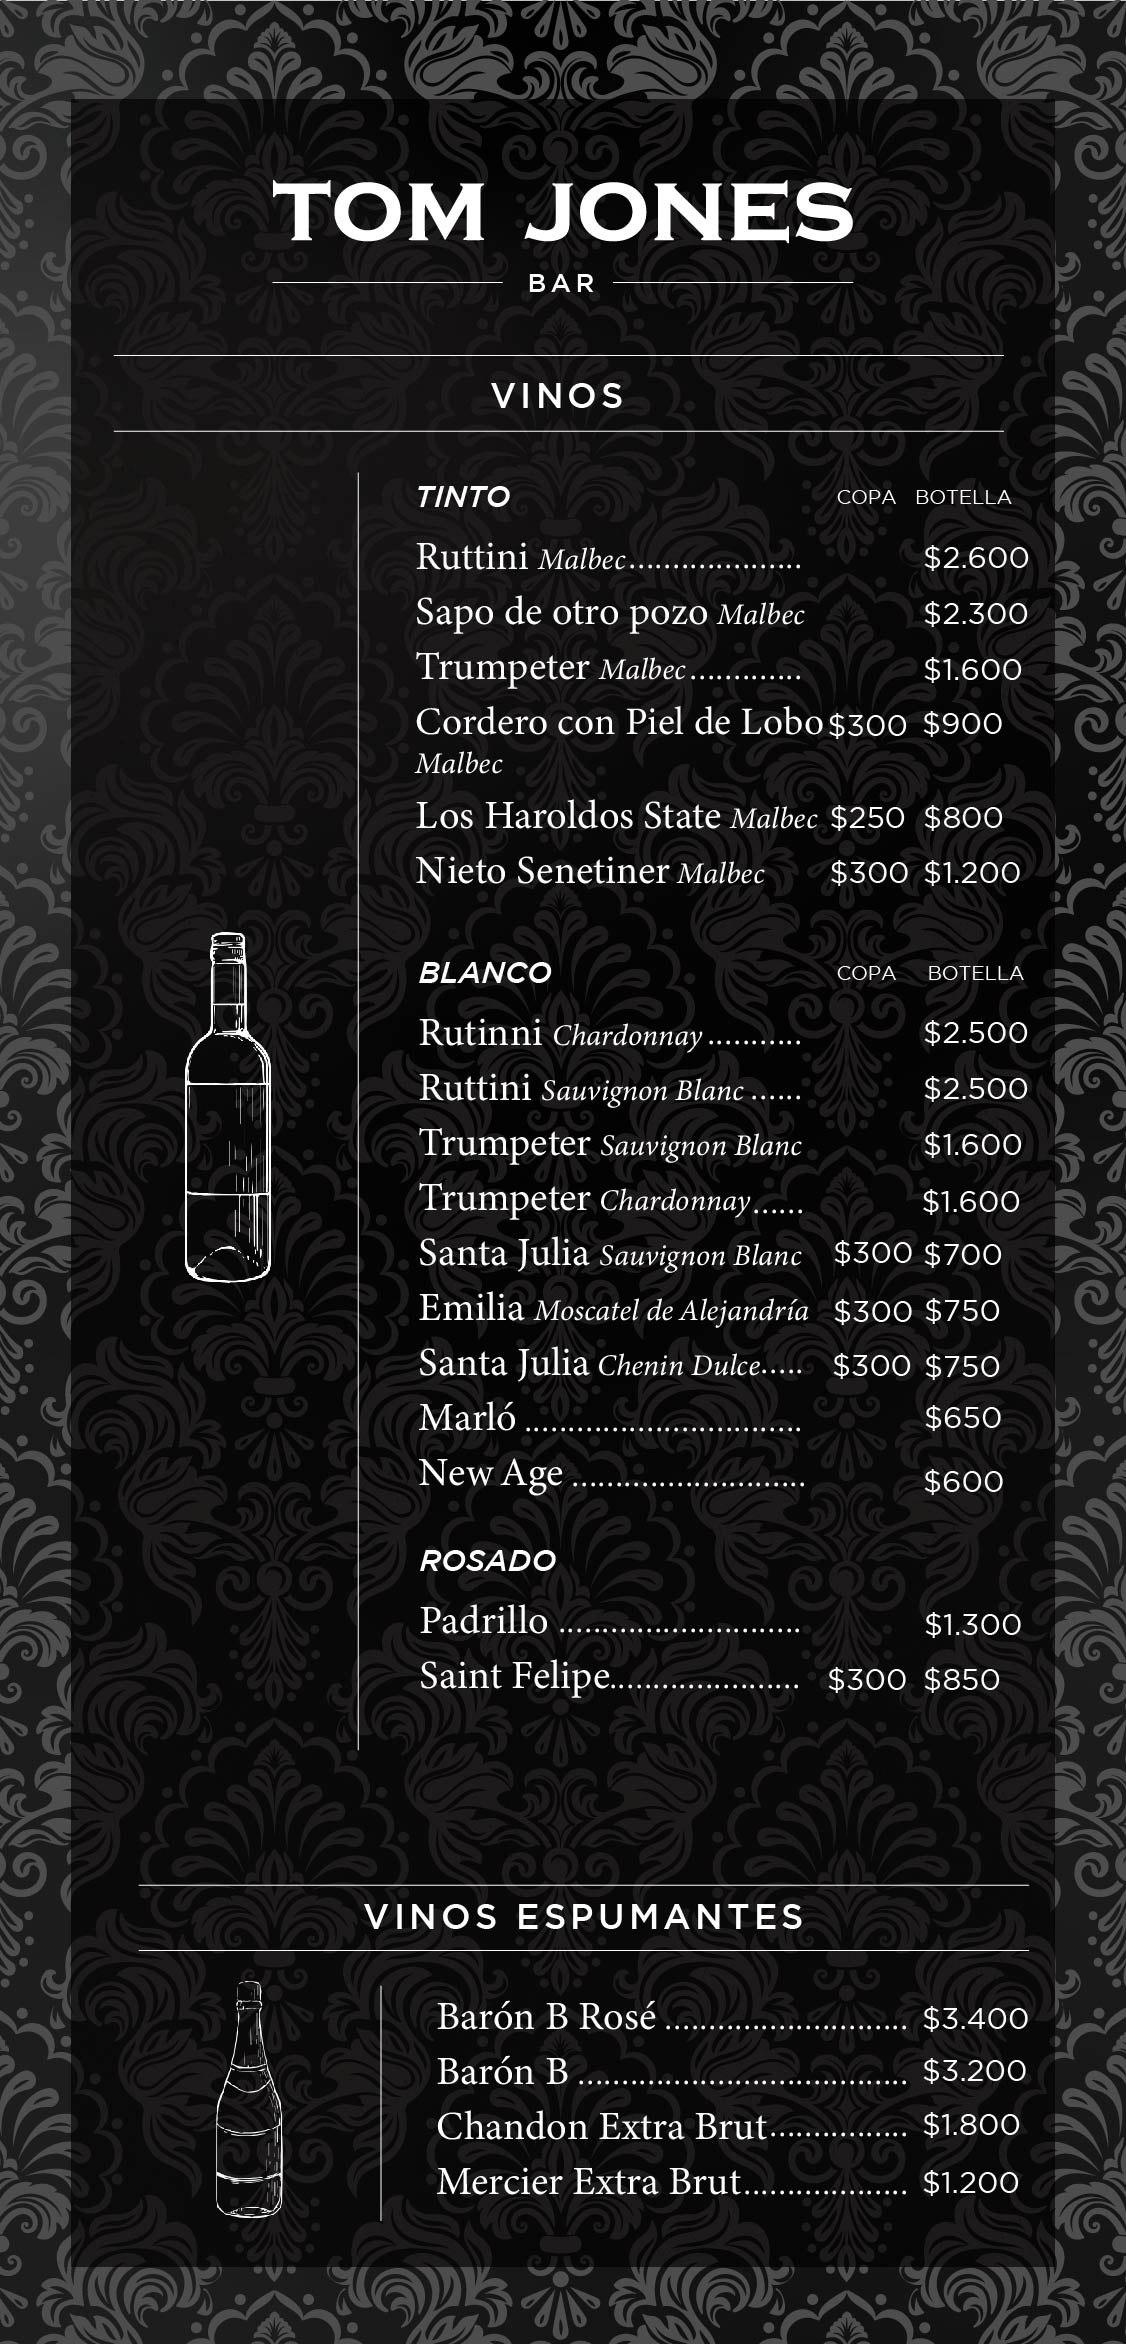 TOM JONES
BAR
VINOS
TINTO COPA BOTELLA
Ruttini Malbec.................... $2.600
Sapo de otro pozo Malbec $2.300
Trumpeter Malbec............. $1.600
Cordero con Piel de Lobo $300 $900
Malbec
Los Haroldos State Malbec $250 $800
Nieto Senetiner Malbec $300 $1.200
BLANCO COPA BOTELLA
Rutinni Chardonnay ........... $2.500
Ruttini Sauvignon Blanc ...... $2.500
Trumpeter Sauvignon Blanc $1.600
Trumpeter Chardonnay...... $1.600
Santa Julia Sauvignon Blanc $300 $700
Emilia Moscatel de Alejandría $300 $750
Santa Julia Chenin Dulce..... $300 $750
Marló ................................ $650
New Age ........................... $600
ROSADO
Padrillo ............................ $1.300
Saint Felipe...................... $300 $850
VINOS ESPUMANTES
Barón B Rosé ............................ $3.400
Barón B ...................................... $3.200
Chandon Extra Brut................ $1.800
Mercier Extra Brut................... $1.200